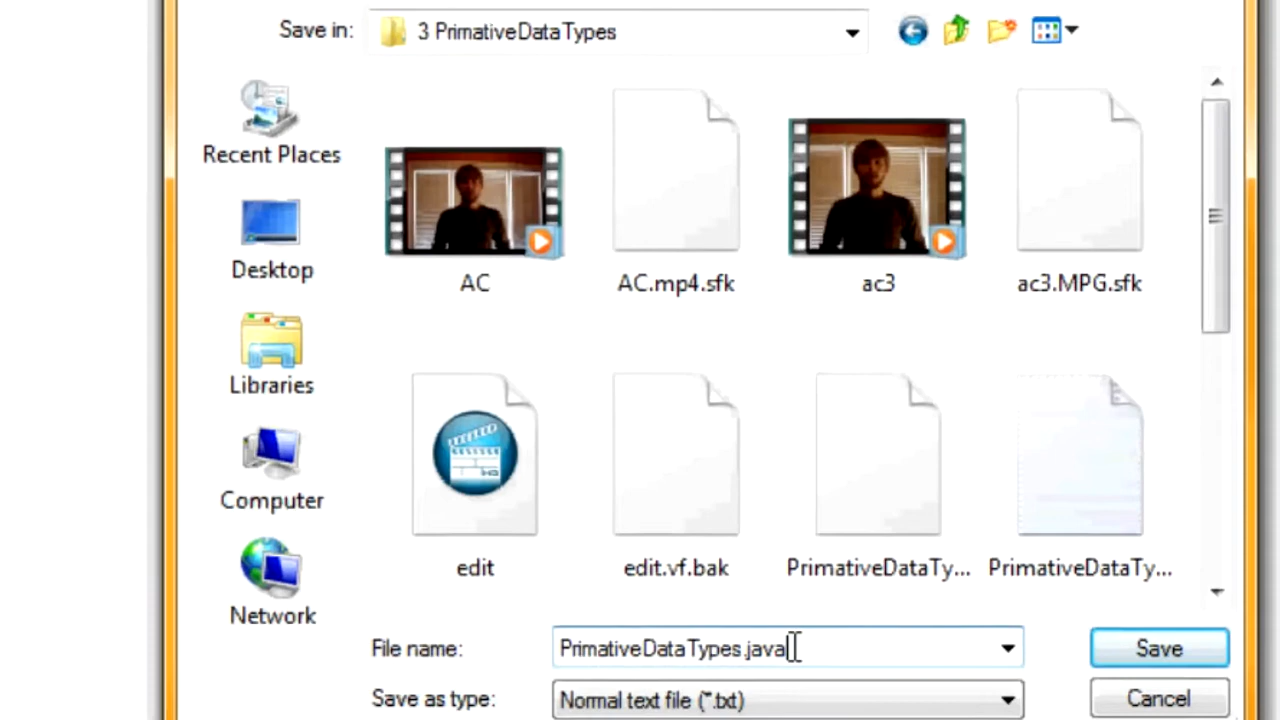 Save in: 3 PrimativeDataTypes
Recent Places
Desktop
Libraries
Computer
Network
AC AC.mp4.sfk ac3 ac3.MPG.sfk
edit edit.vf.bak PrimativeDataTy... PrimativeDataTy...
File name: PrimativeDataTypes.java Save
Save as type: Normal text file (*.txt) Cancel